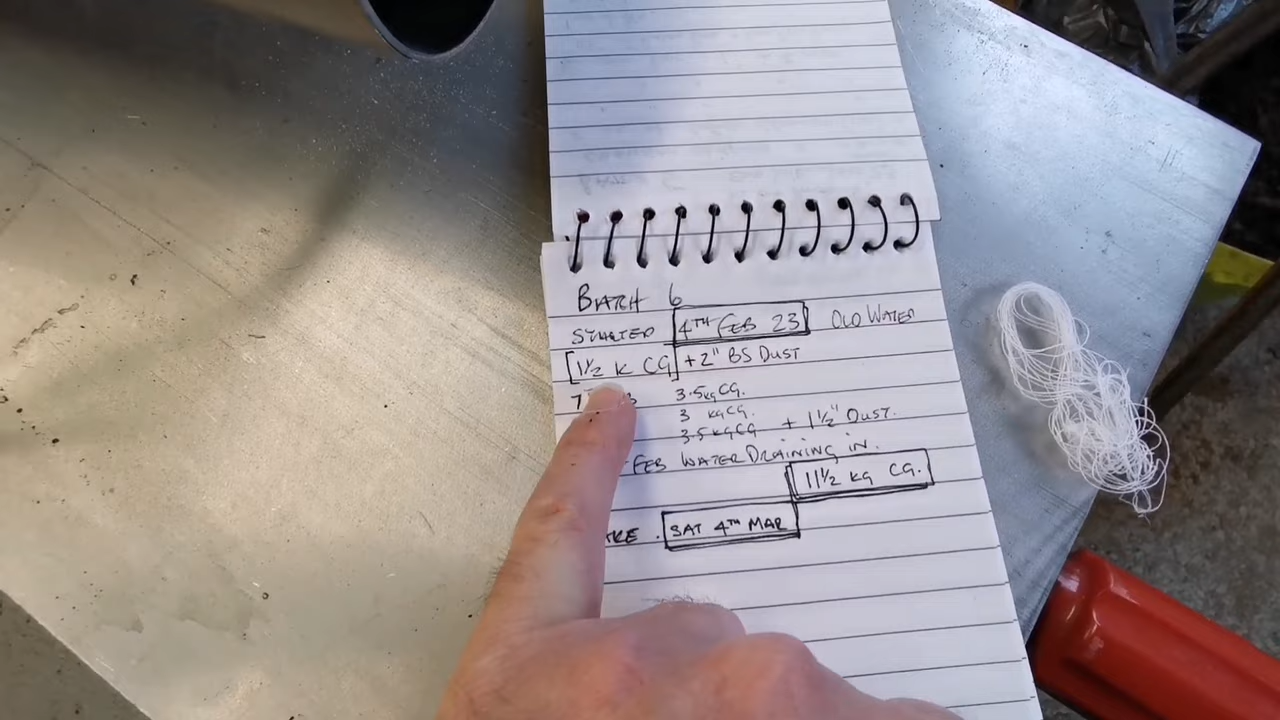 BATCH 6
STARTED 4TH FEB 23 OLD WATER
[1½ K CG] + 2" BS DUST
3.5kg CG.
3 kg CG.
3.5kg CG + 1½" DUST.
FEB WATER DRAINING IN.
11½ kg CG.
SAT 4TH MAR